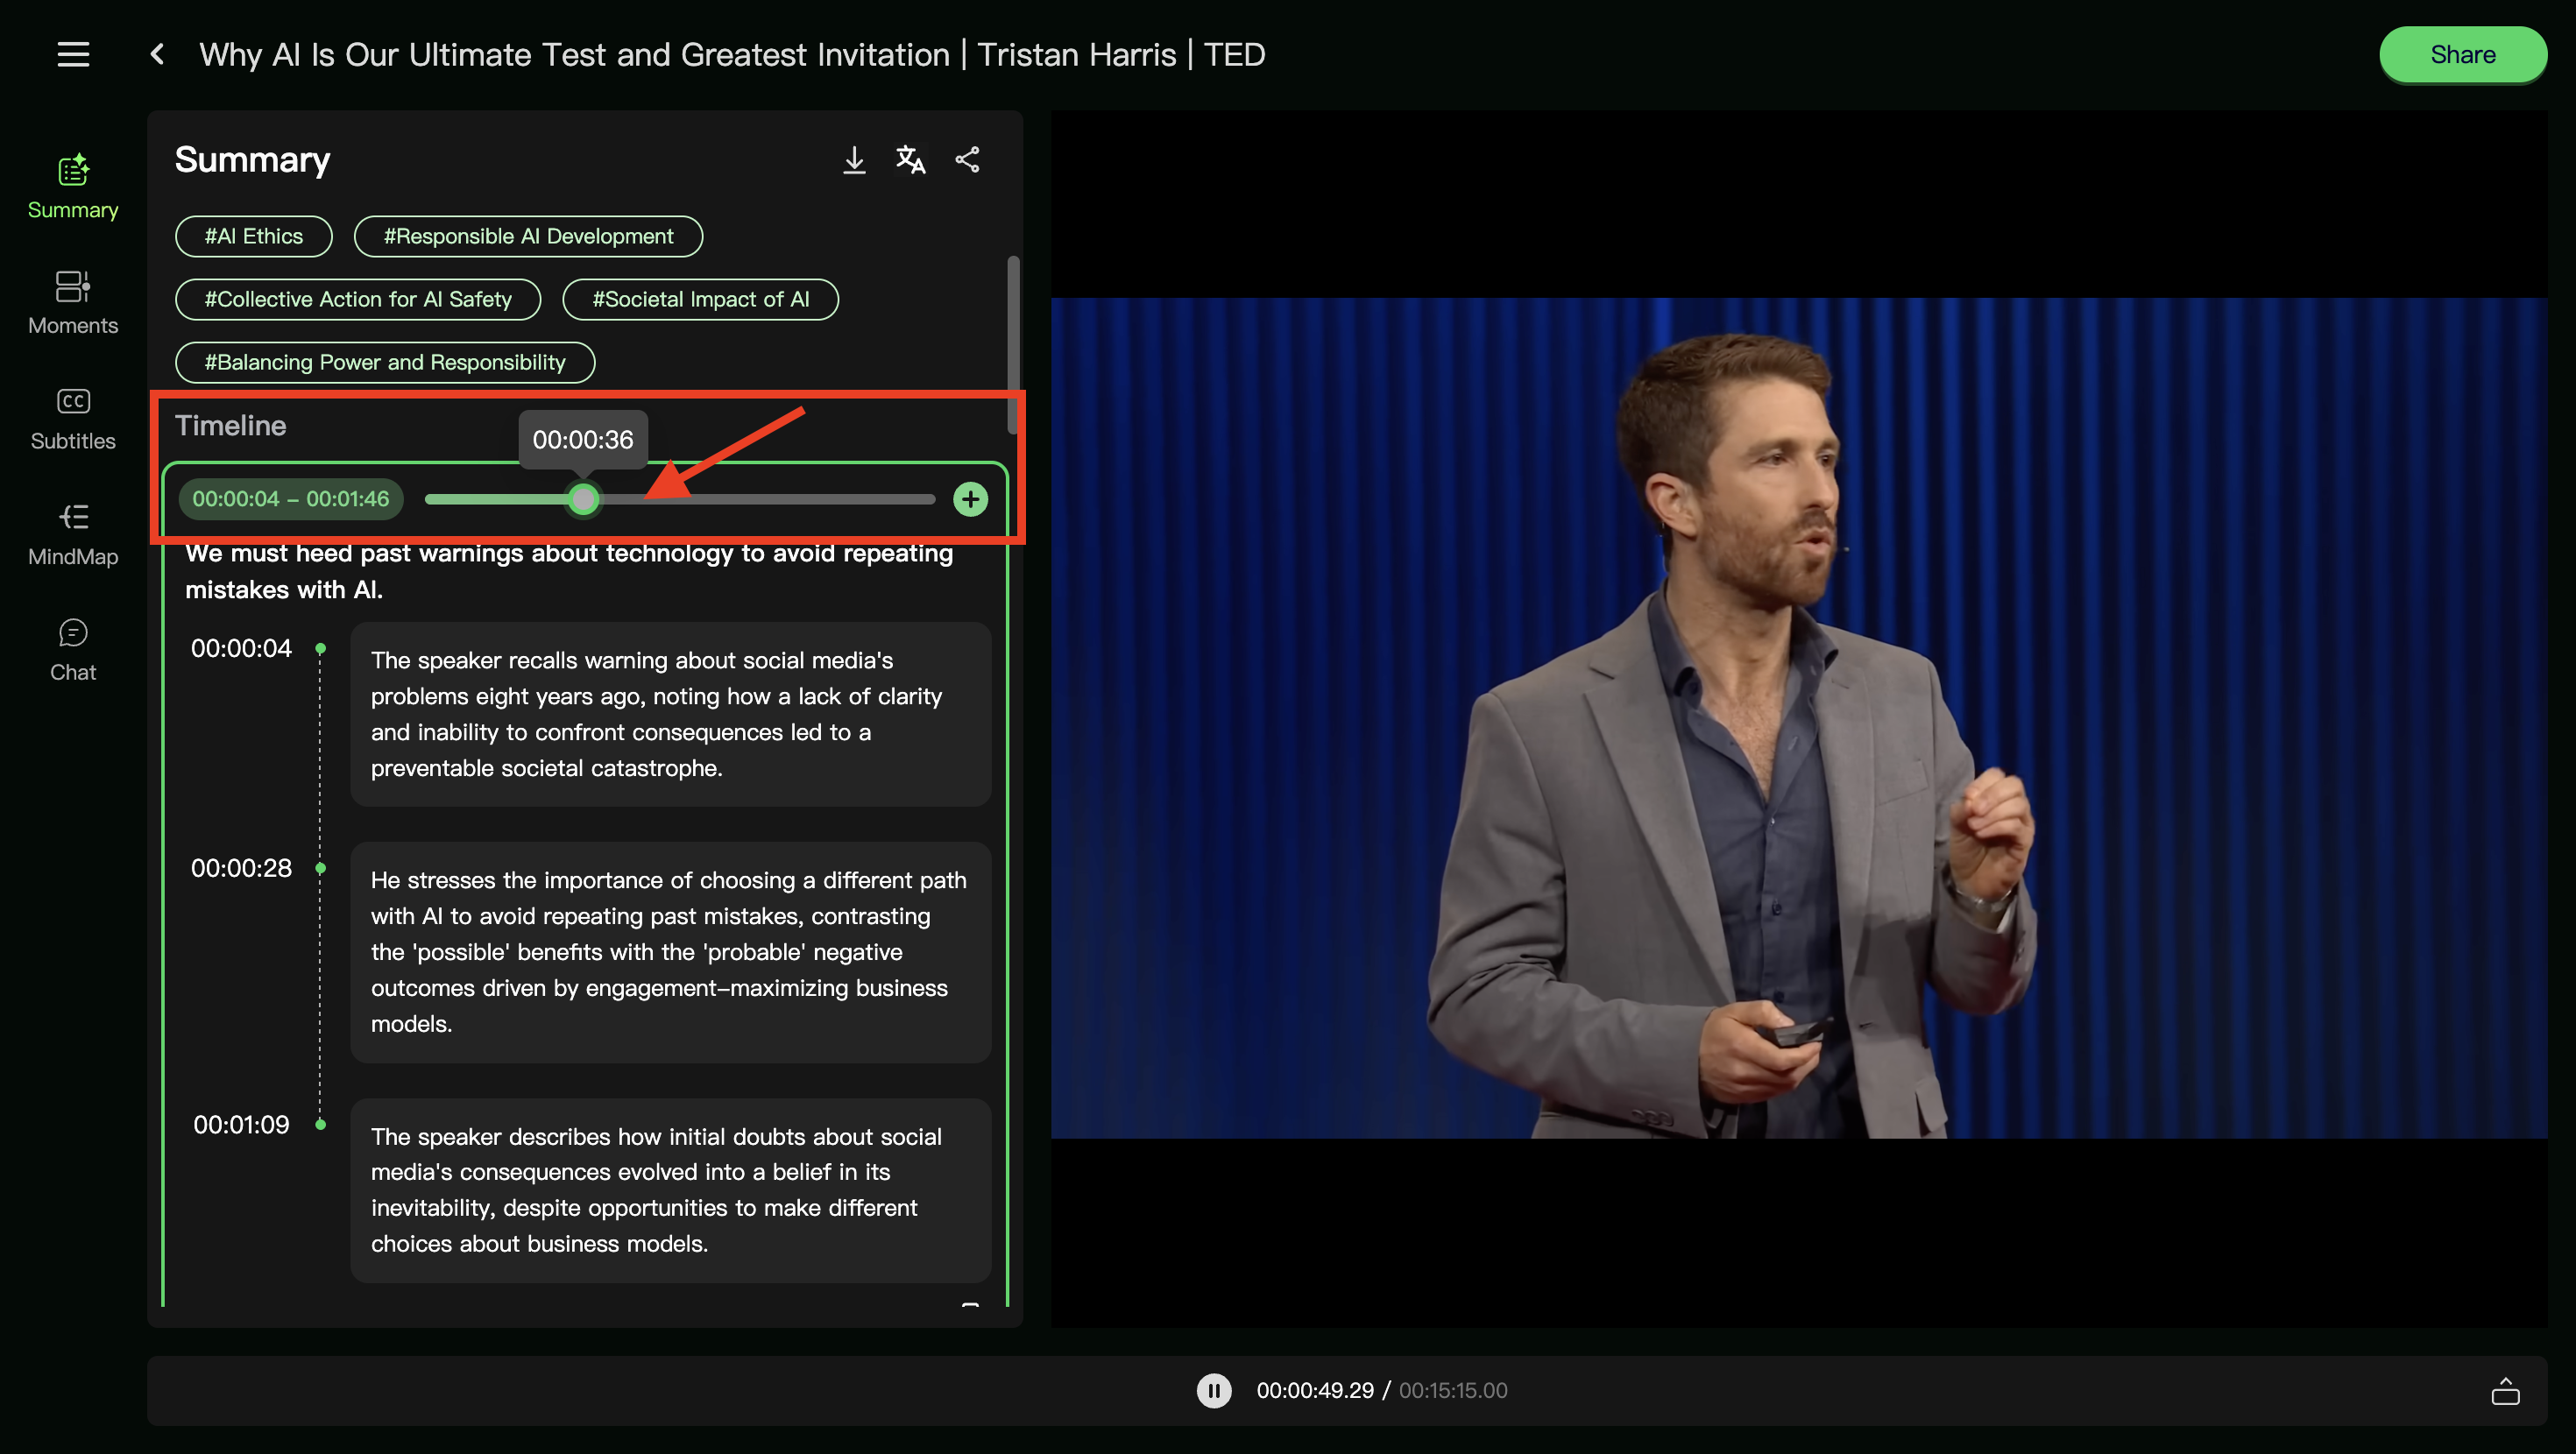 Why AI Is Our Ultimate Test and Greatest Invitation | Tristan Harris | TED
Share
Summary
Moments
CC
Subtitles
MindMap
Chat
Summary
#AI Ethics
#Responsible AI Development
#Collective Action for AI Safety
#Societal Impact of AI
#Balancing Power and Responsibility
Timeline
00:00:36
00:00:04 – 00:01:46
We must heed past warnings about technology to avoid repeating
mistakes with AI.
00:00:04
The speaker recalls warning about social media's
problems eight years ago, noting how a lack of clarity
and inability to confront consequences led to a
preventable societal catastrophe.
00:00:28
He stresses the importance of choosing a different path
with AI to avoid repeating past mistakes, contrasting
the 'possible' benefits with the 'probable' negative
outcomes driven by engagement–maximizing business
models.
00:01:09
The speaker describes how initial doubts about social
media's consequences evolved into a belief in its
inevitability, despite opportunities to make different
choices about business models.
00:00:49.29 / 00:15:15.00